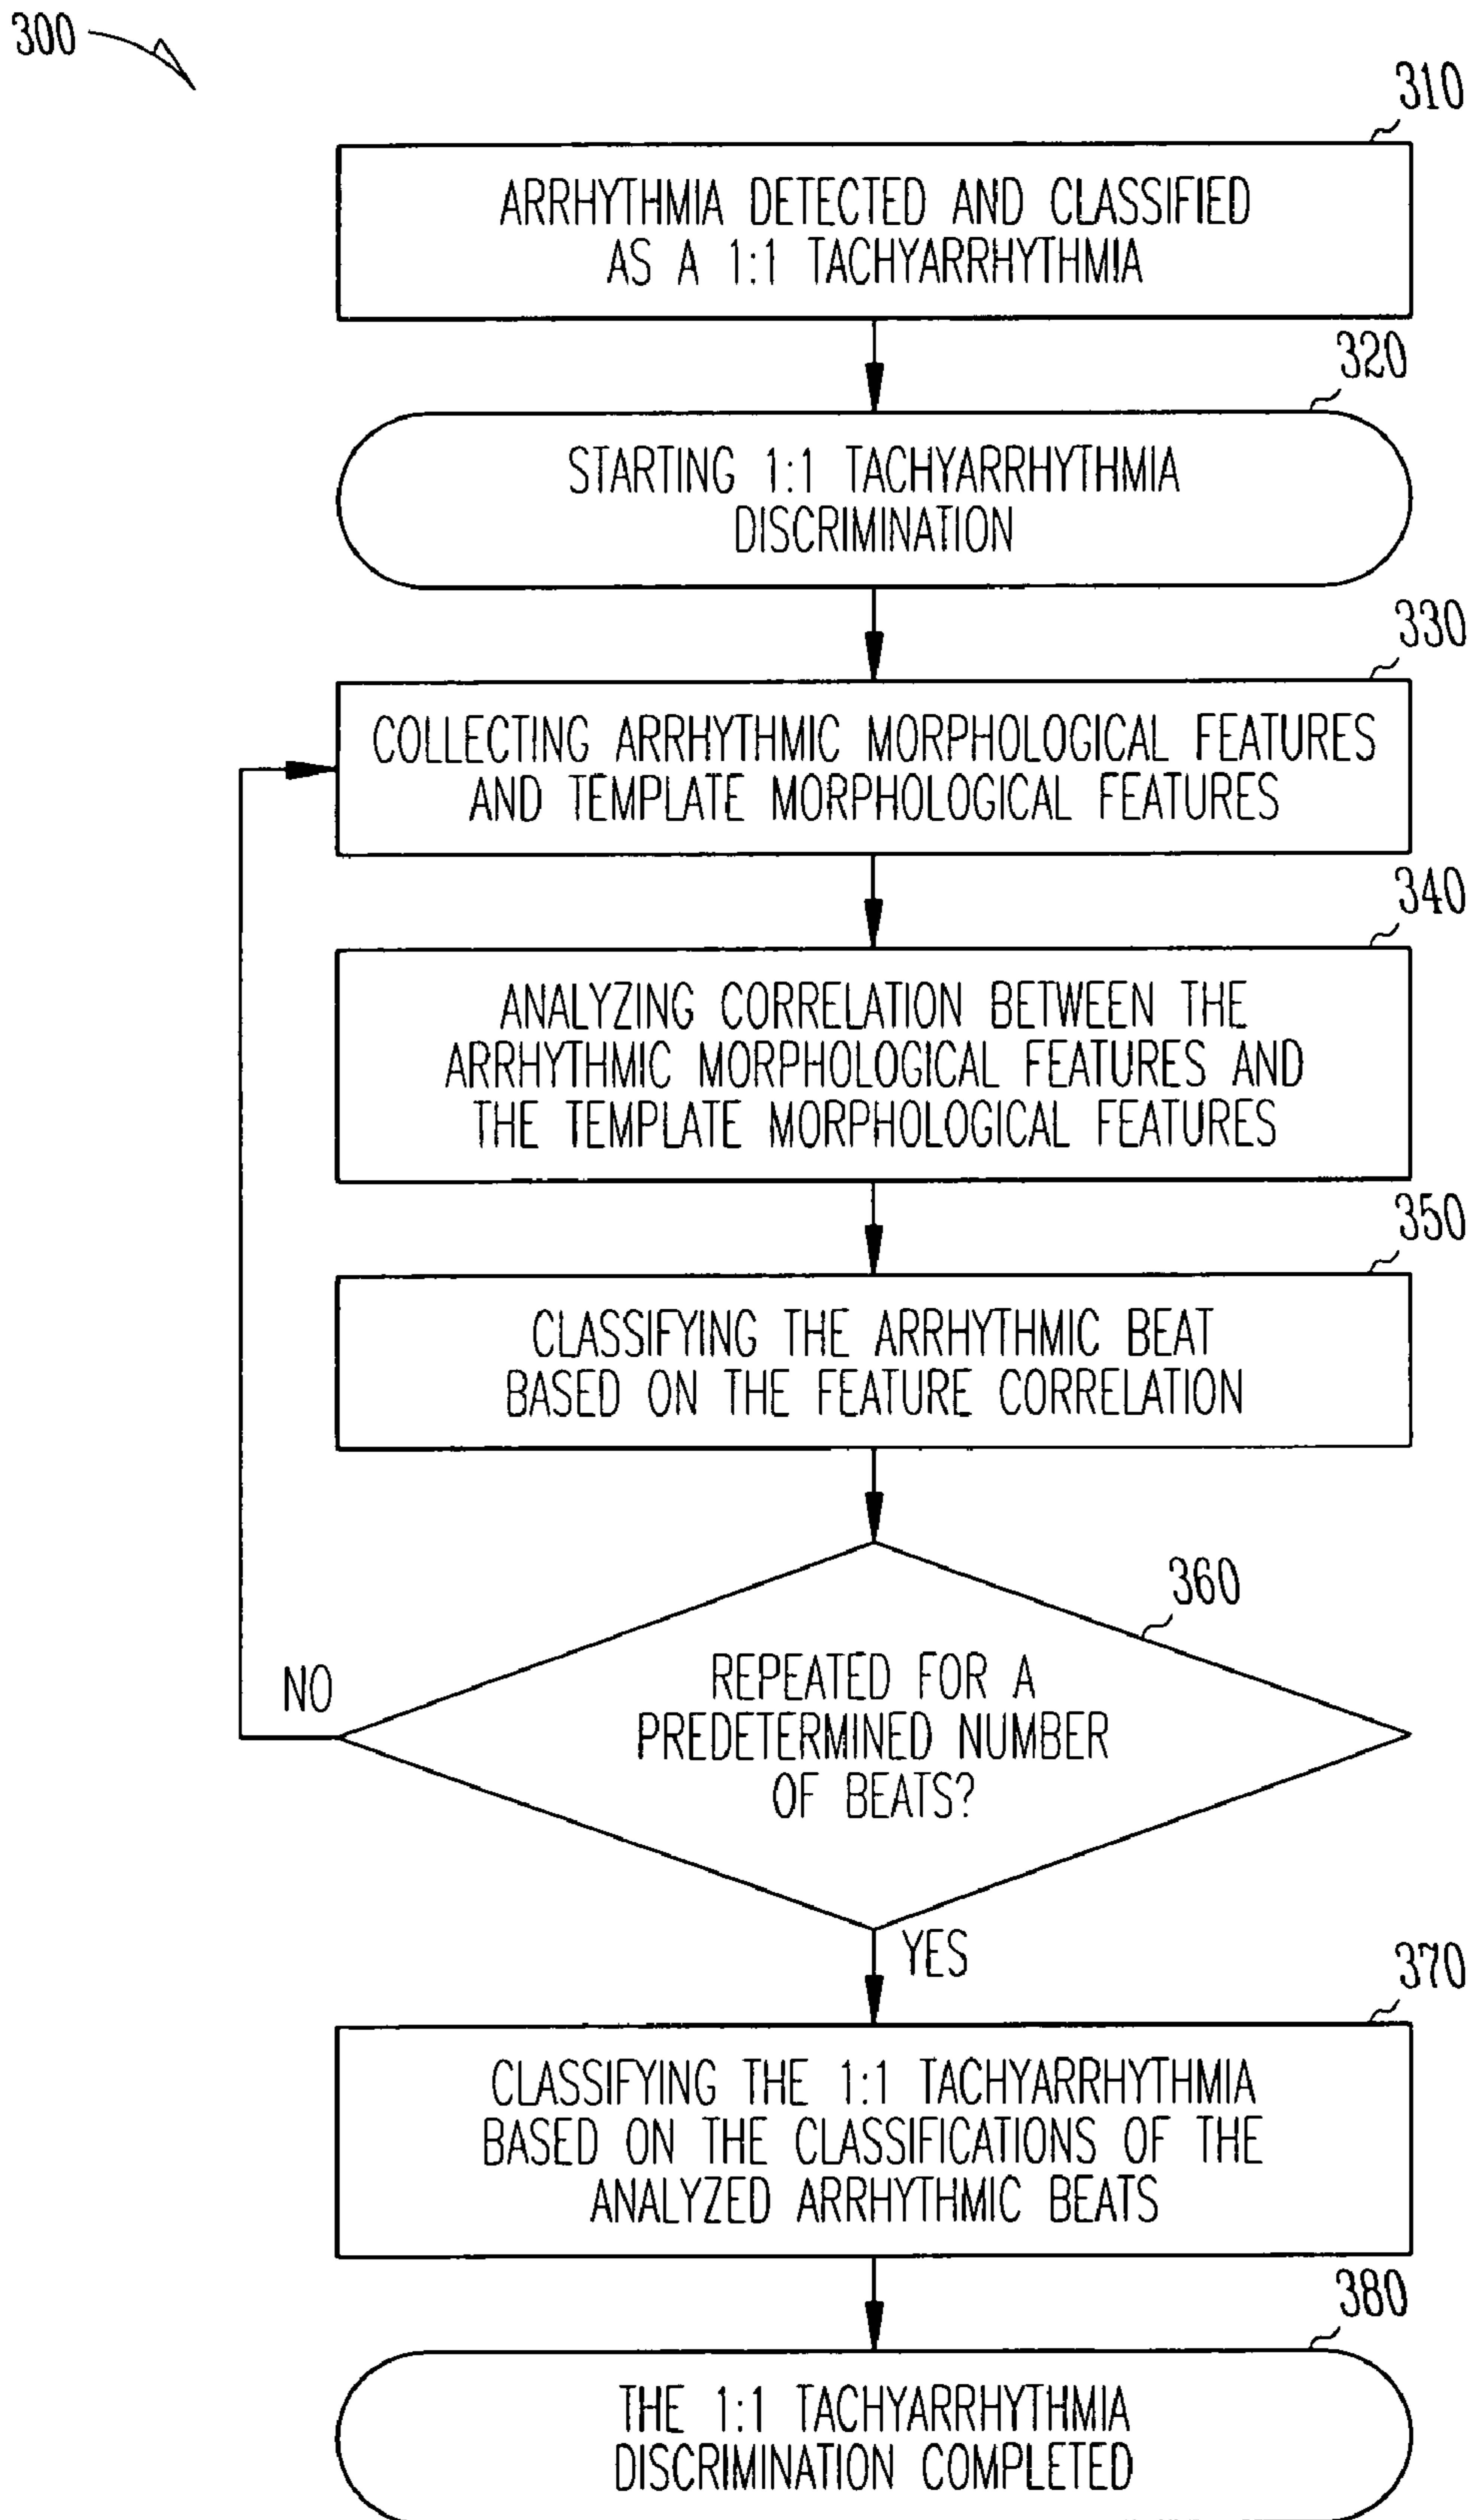 300
310
ARRHYTHMIA DETECTED AND CLASSIFIED
AS A 1:1 TACHYARRHYTHMIA
320
STARTING 1:1 TACHYARRHYTHMIA
DISCRIMINATION
330
COLLECTING ARRHYTHMIC MORPHOLOGICAL FEATURES
AND TEMPLATE MORPHOLOGICAL FEATURES
340
ANALYZING CORRELATION BETWEEN THE
ARRHYTHMIC MORPHOLOGICAL FEATURES AND
THE TEMPLATE MORPHOLOGICAL FEATURES
350
CLASSIFYING THE ARRHYTHMIC BEAT
BASED ON THE FEATURE CORRELATION
360
REPEATED FOR A
PREDETERMINED NUMBER
OF BEATS?
NO
YES
370
CLASSIFYING THE 1:1 TACHYARRHYTHMIA
BASED ON THE CLASSIFICATIONS OF THE
ANALYZED ARRHYTHMIC BEATS
380
THE 1:1 TACHYARRHYTHMIA
DISCRIMINATION COMPLETED